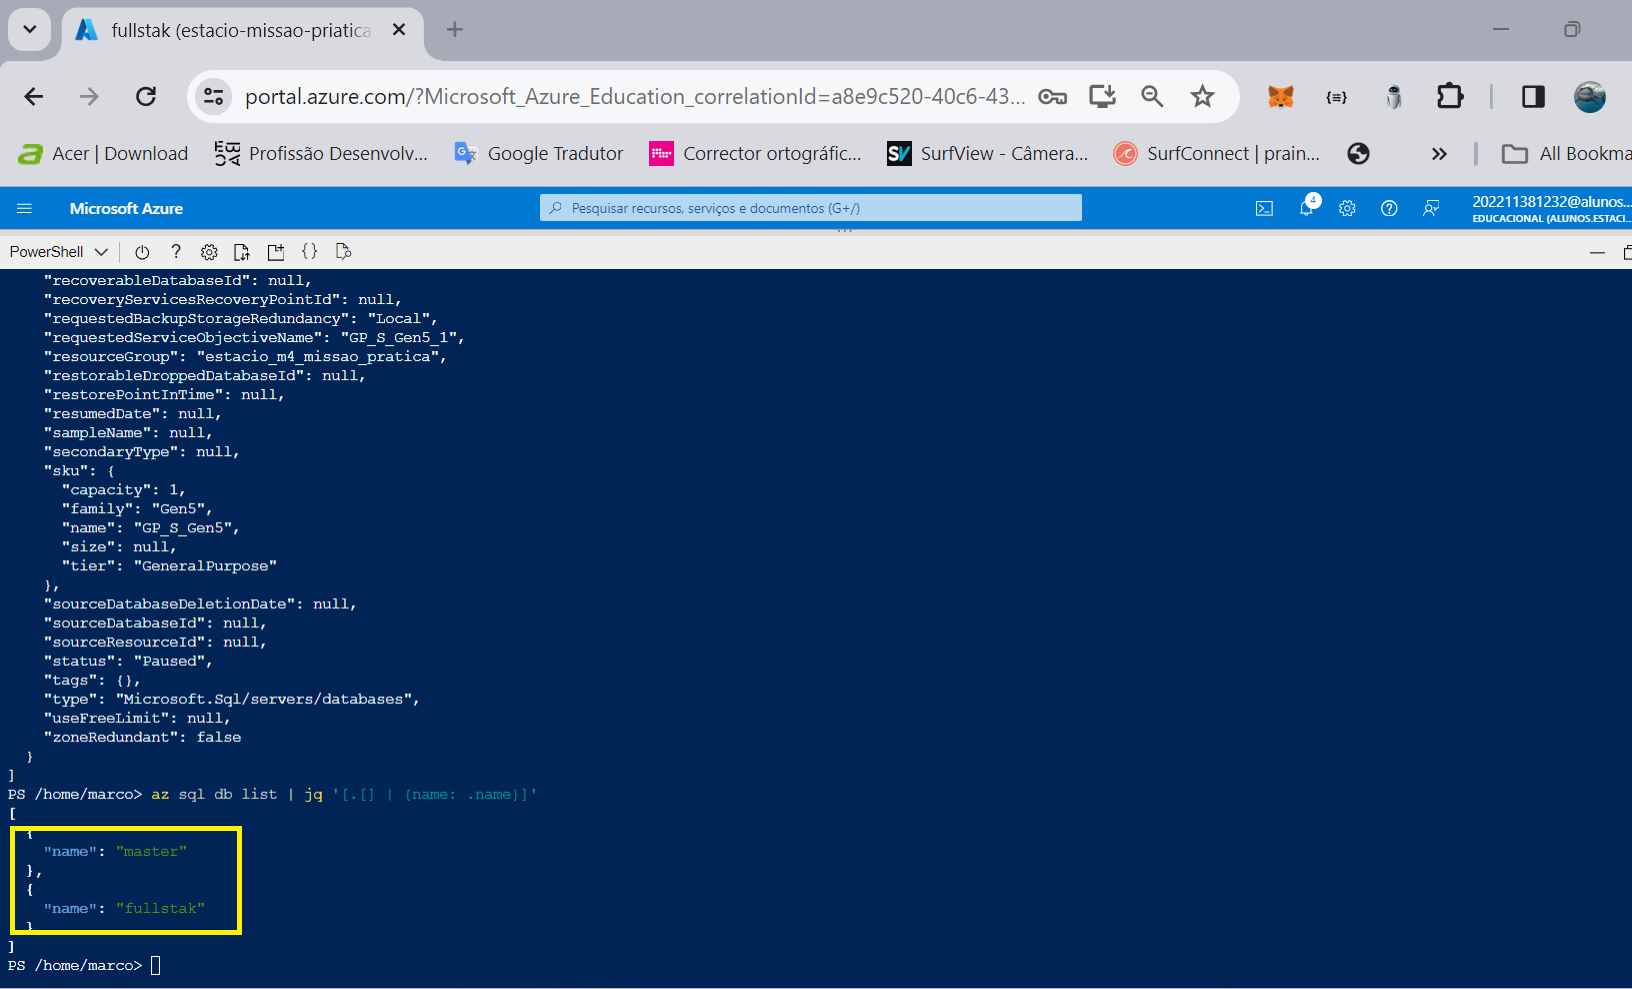 fullstak (estacio-missao-priatica
portal.azure.com/?Microsoft_Azure_Education_correlationId=a8e9c520-40c6-43...
Acer | Download
Profissão Desenvolv...
Google Tradutor
Corrector ortográfic...
SurfView - Câmera...
SurfConnect | prain...
All Bookma
Microsoft Azure
Pesquisar recursos, serviços e documentos (G+/)
4
202211381232@alunos...
EDUCACIONAL (ALUNOS.ESTACI...
PowerShell
"recoverableDatabaseId": null,
"recoveryServicesRecoveryPointId": null,
"requestedBackupStorageRedundancy": "Local",
"requestedServiceObjectiveName": "GP_S_Gen5_1",
"resourceGroup": "estacio_m4_missao_pratica",
"restorableDroppedDatabaseId": null,
"restorePointInTime": null,
"resumedDate": null,
"sampleName": null,
"secondaryType": null,
"sku": {
"capacity": 1,
"family": "Gen5",
"name": "GP_S_Gen5",
"size": null,
"tier": "GeneralPurpose"
},
"sourceDatabaseDeletionDate": null,
"sourceDatabaseId": null,
"sourceResourceId": null,
"status": "Paused",
"tags": {},
"type": "Microsoft.Sql/servers/databases",
"useFreeLimit": null,
"zoneRedundant": false
}
]
PS /home/marco> az sql db list | jq '[.[] | {name: .name}]'
[
{
"name": "master"
},
{
"name": "fullstak"
}
]
PS /home/marco>